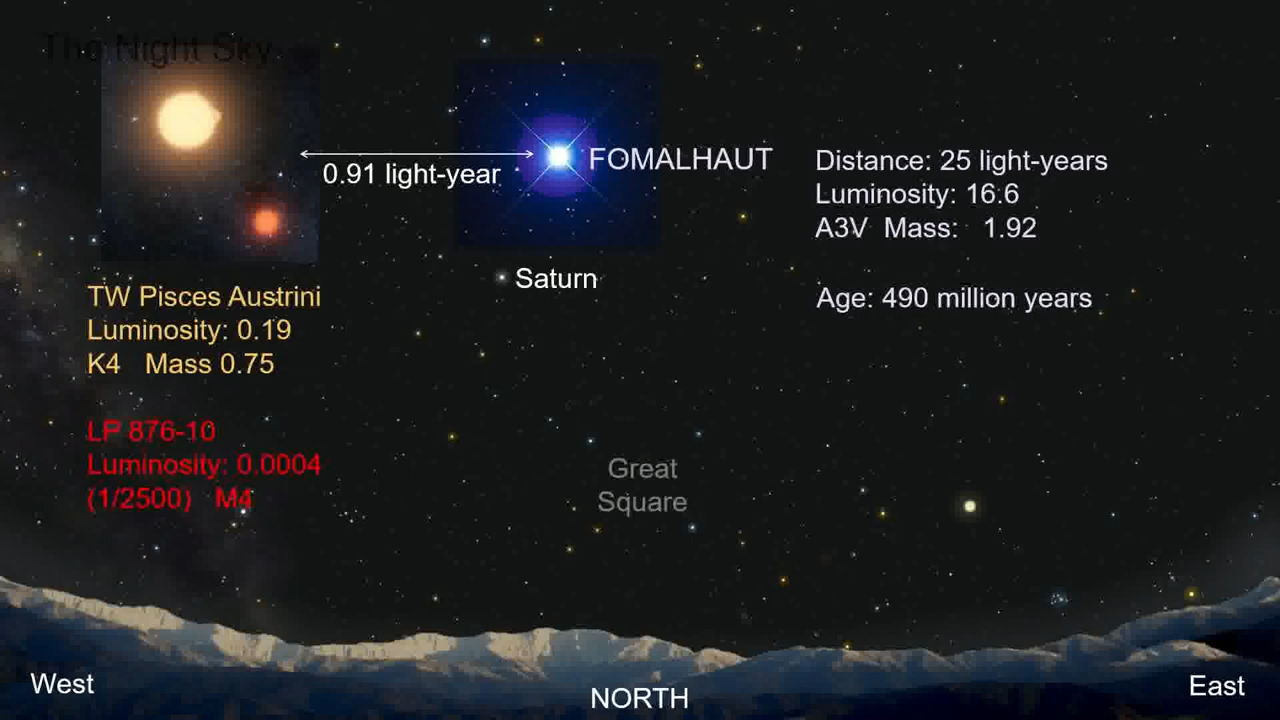 The Night Sky
FOMALHAUT
0.91 light-year
Distance: 25 light-years
Luminosity: 16.6
A3V Mass: 1.92
Age: 490 million years
Saturn
TW Pisces Austrini
Luminosity: 0.19
K4 Mass 0.75
LP 876-10
Luminosity: 0.0004
(1/2500) M4
Great
Square
West
NORTH
East